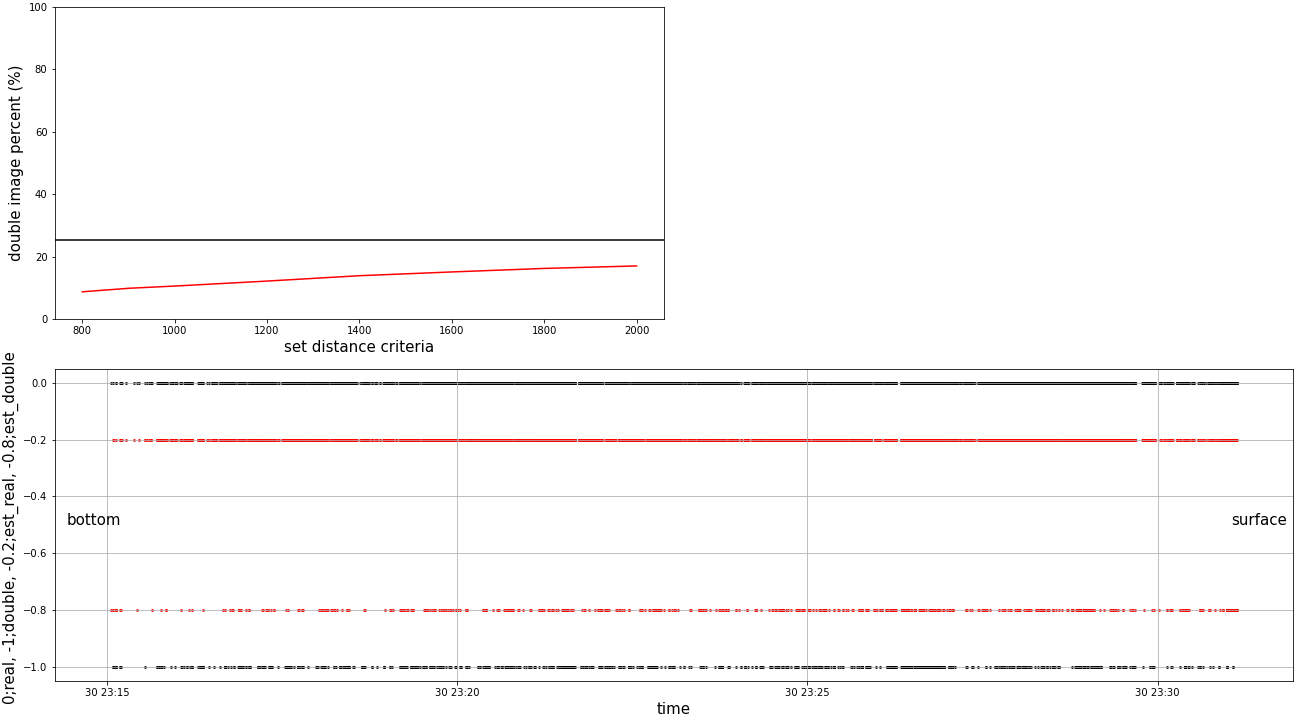 100
80
60
40
20
0
double image percent (%)
800 1000 1200 1400 1600 1800 2000
set distance criteria
0.0
−0.2
−0.4
−0.6
−0.8
−1.0
0;real, -1;double, -0.2;est_real, -0.8;est_double
bottom surface
30 23:15 30 23:20 30 23:25 30 23:30
time